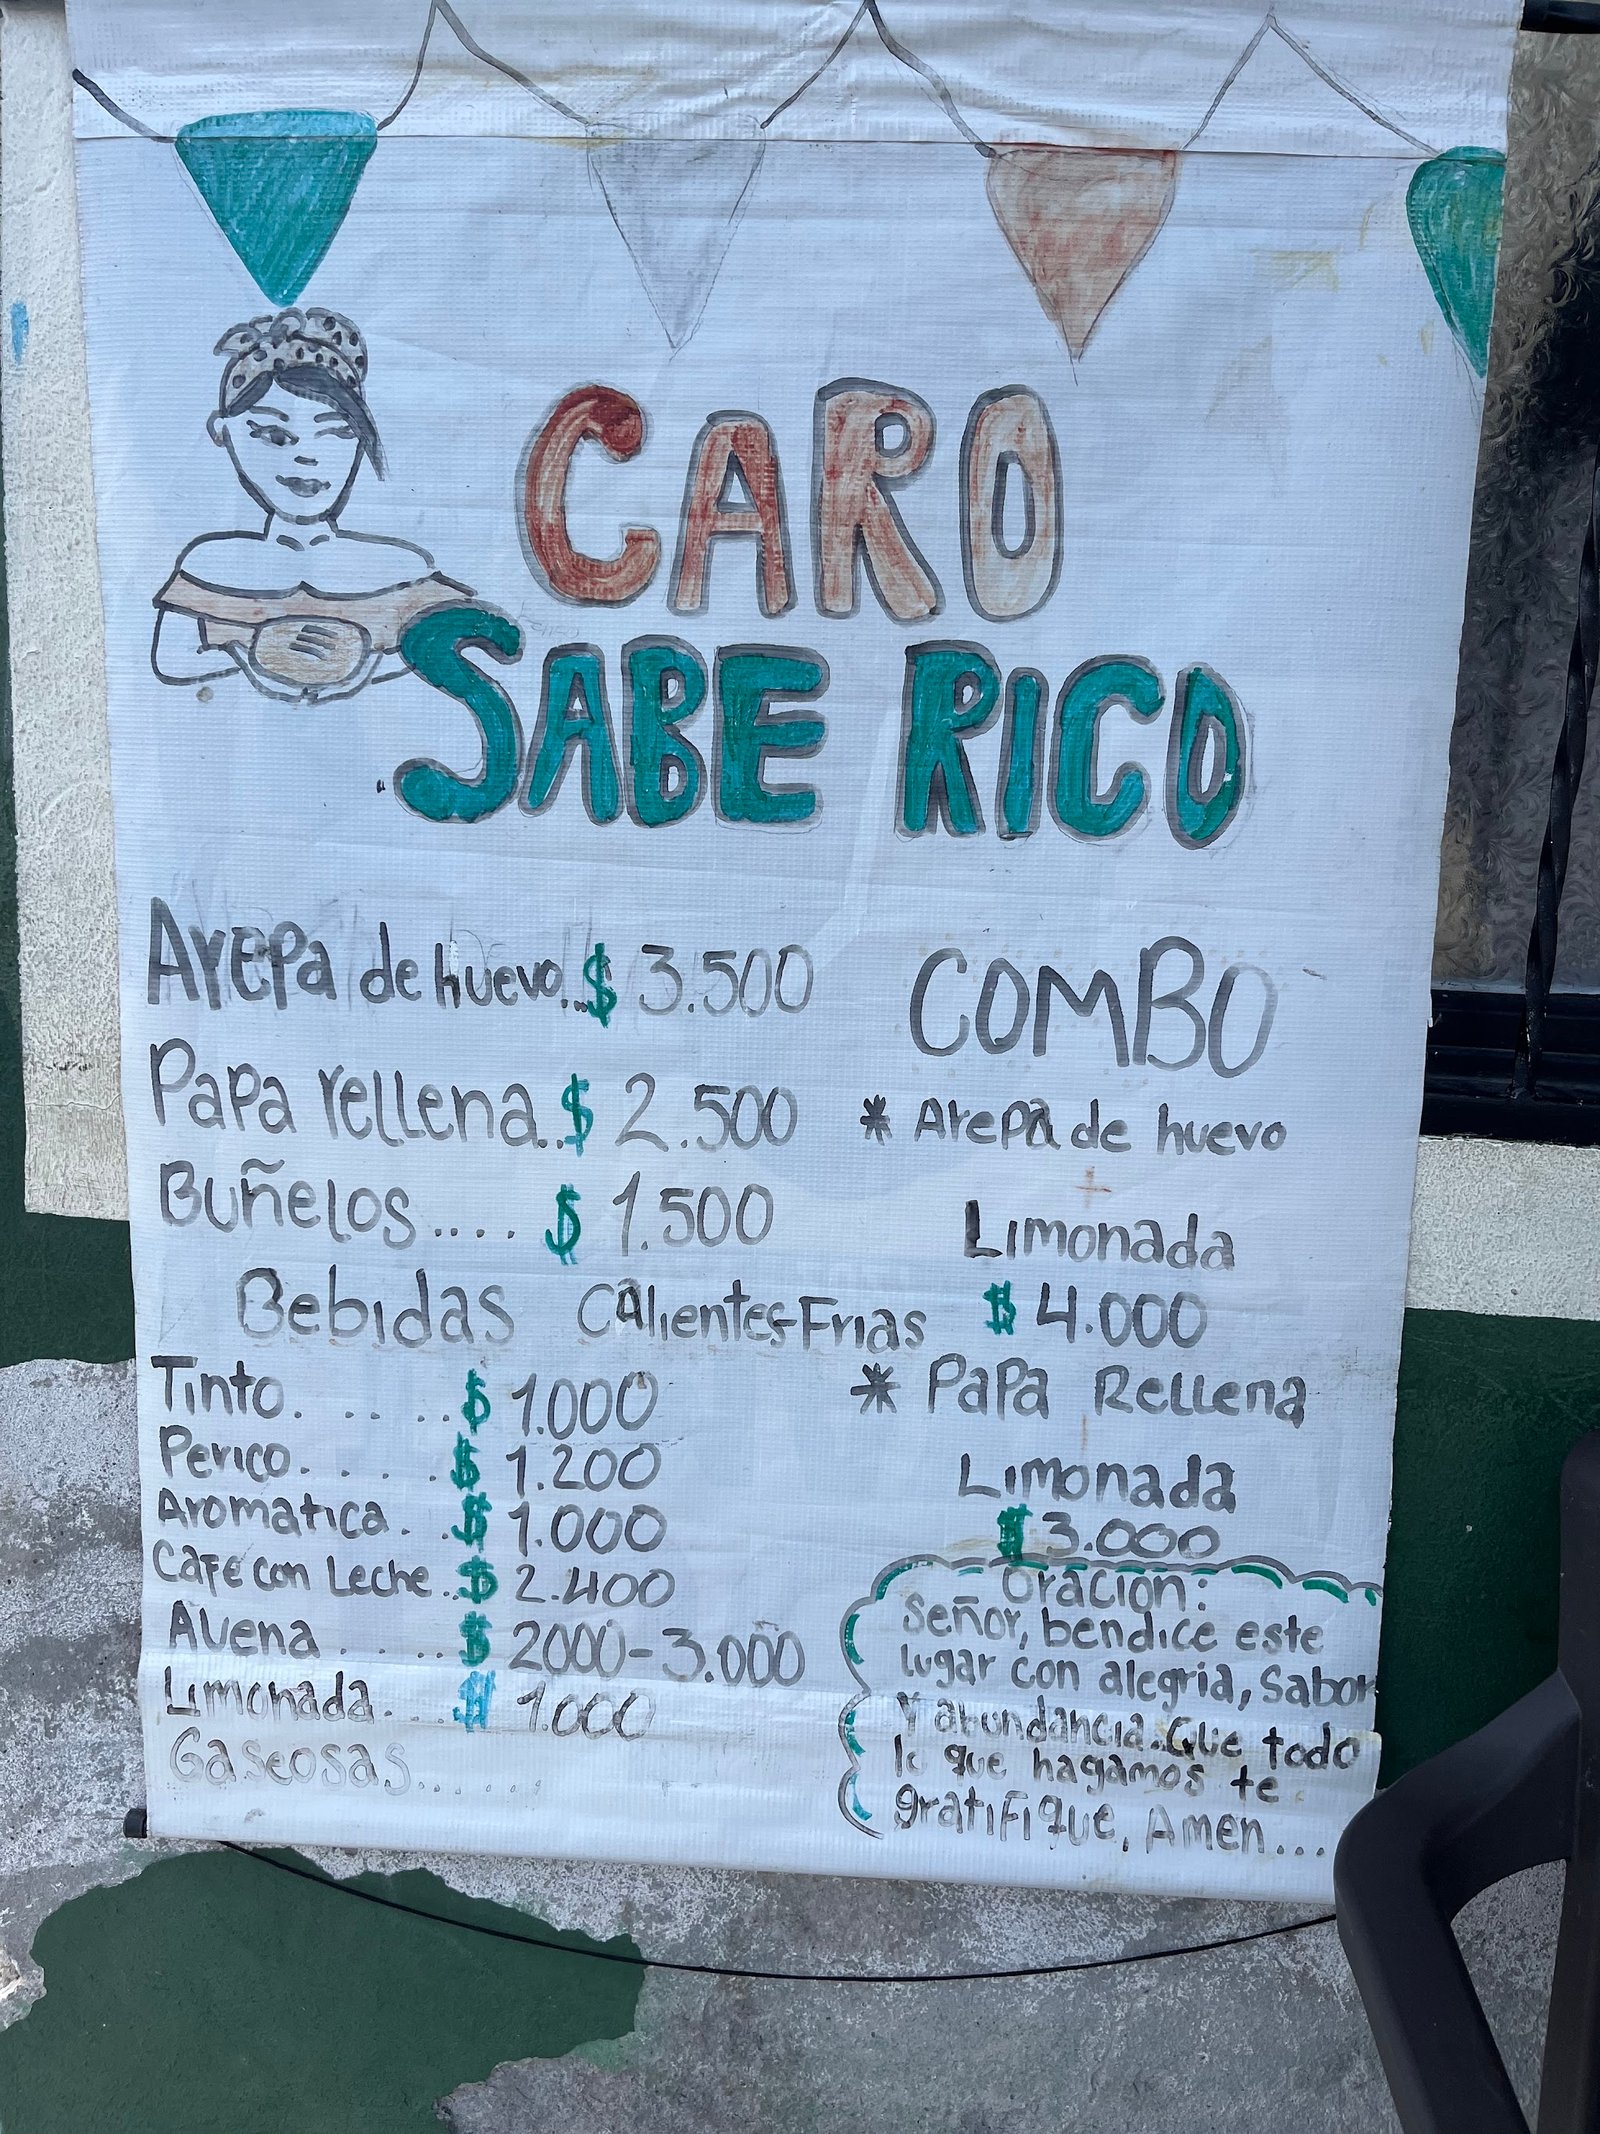 CARO
SABE RICO
Arepa de huevo...$ 3.500
Papa rellena..$ 2.500
Buñelos.... $ 1.500
Bebidas Calientes-Frias
Tinto. . . . . .$ 1.000
Perico. . . . . .$ 1.200
Aromatica. . .$ 1.000
Cafe con Leche..$ 2.400
Avena . . . . .$ 2000-3.000
Limonada. . . .$ 1.000
Gaseosas.......
COMBO
* Arepa de huevo
+
Limonada
$ 4.000
* Papa Rellena
+
Limonada
$ 3.000
Oracion:
Señor, bendice este
lugar con alegria, Sabor
Y abundancia. Que todo
lo que hagamos te
gratifique, Amen....